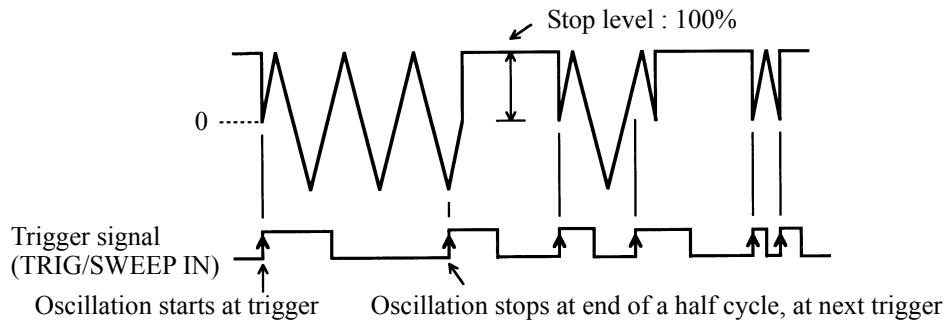 Stop level : 100%
0
Trigger signal
(TRIG/SWEEP IN)
Oscillation starts at trigger
Oscillation stops at end of a half cycle, at next trigger